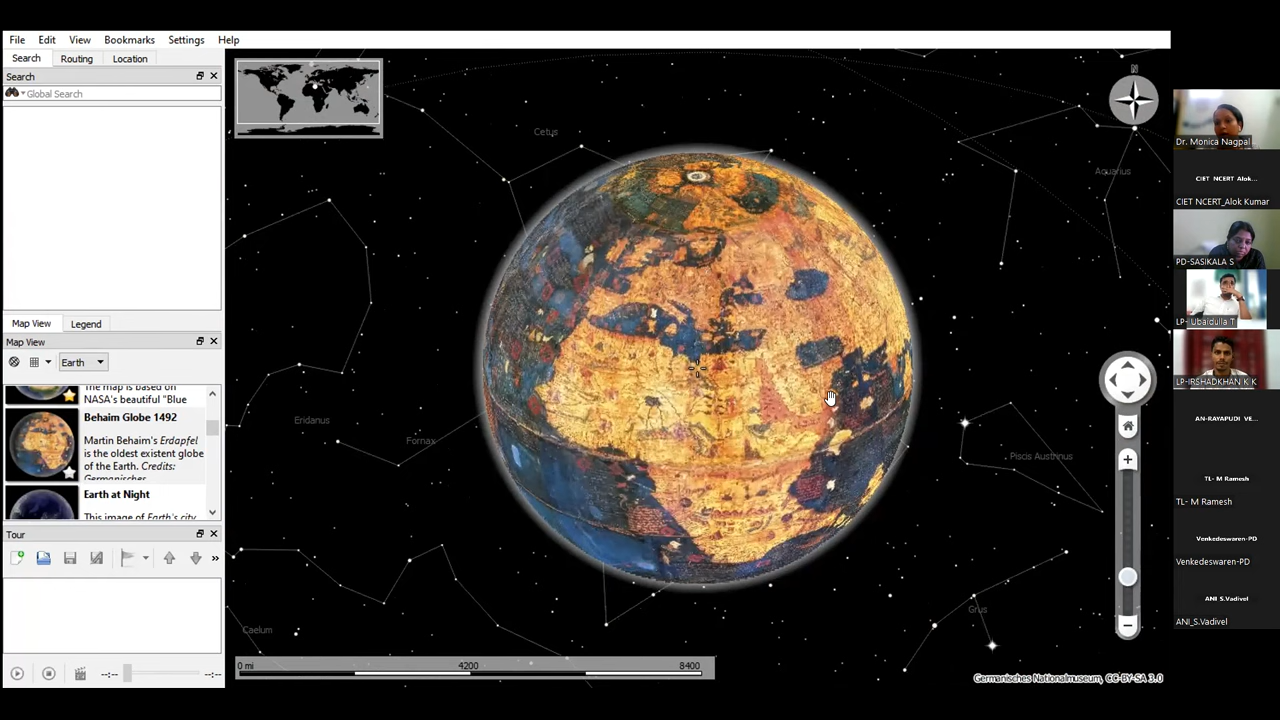 File Edit View Bookmarks Settings Help
Search Routing Location
Search
Global Search
Map View Legend
Map View
Earth
The map is based on
NASA's beautiful "Blue
Behaim Globe 1492
Martin Behaim's Erdapfel
is the oldest existent globe
of the Earth. Credits:
Germanisches
Earth at Night
This image of Earth's city
Tour
»
--:-- --:--
Cetus
Aquarius
Eridanus
Fornax
Piscis Austrinus
Grus
Caelum
N
0 mi 4200 8400
Germanisches Nationalmuseum, CC-BY-SA 3.0
Dr. Monica Nagpal
CIET NCERT_Alok...
CIET NCERT_Alok Kumar
PD-SASIKALA S
LP- Ubaidulla T
LP-IRSHADKHAN K K
AN-RAYAPUDI VE...
TL- M Ramesh
TL- M Ramesh
Venkedeswaren-PD
Venkedeswaren-PD
ANI S.Vadivel
ANI_S.Vadivel